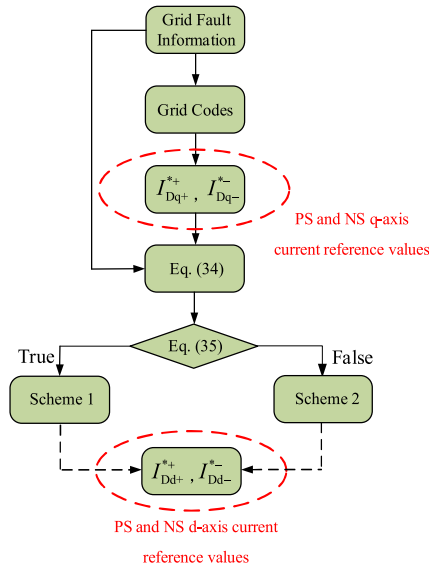 Grid Fault
Information
Grid Codes
I*+Dq+ , I*−Dq−
PS and NS q-axis
current reference values
Eq. (34)
Eq. (35)
True
False
Scheme 1
Scheme 2
I*+Dd+ , I*−Dd−
PS and NS d-axis current
reference values